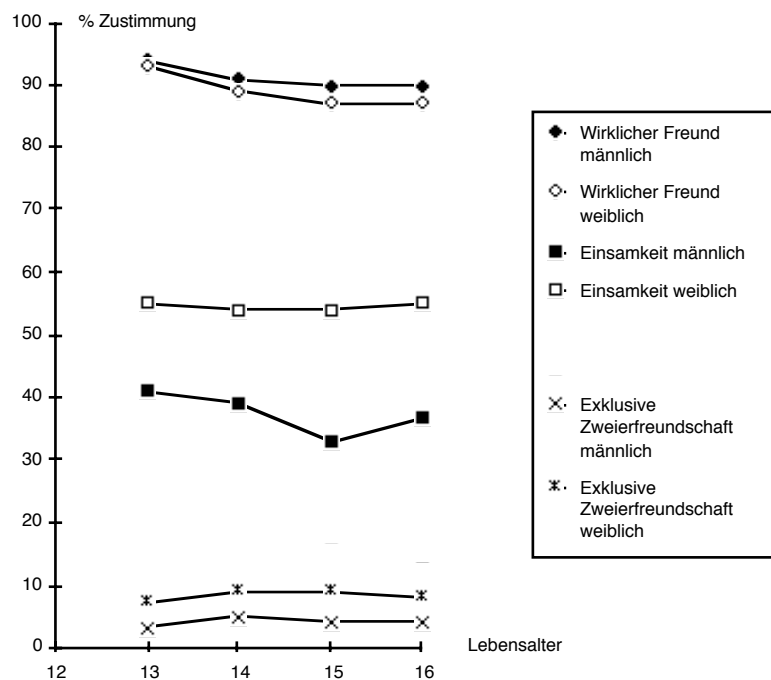 % Zustimmung
100
90
80
70
60
50
40
30
20
10
0
12
13
14
15
16
Lebensalter
Wirklicher Freund
männlich
Wirklicher Freund
weiblich
Einsamkeit männlich
Einsamkeit weiblich
Exklusive
Zweierfreundschaft
männlich
Exklusive
Zweierfreundschaft
weiblich